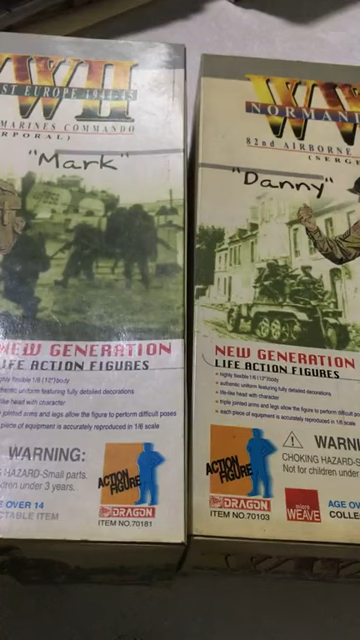 WWII
ST EUROPE 1944-45
MARINES COMMANDO
RPORAL)
"Mark"
NEW GENERATION
LIFE ACTION FIGURES
ghly flexible 1/6 (12")body
uthentic uniform featuring fully detailed decorations
life-like head with character
jointed arms and legs allow the figure to perform difficult poses
piece of equipment is accurately reproduced in 1/6 scale
WARNING:
G HAZARD-Small parts.
dren under 3 years.
E OVER 14
CTABLE ITEM
ACTION FIGURE
DRAGON
ITEM NO.70161
WW
NORMAN
82nd AIRBORNE
(SERG
"Danny"
NEW GENERATION
LIFE ACTION FIGURES
highly flexible 1/6 (12")body
authentic uniform featuring fully detailed decorations
life-like head with character
triple jointed arms and legs allow the figure to perform difficult
each piece of equipment is accurately reproduced in 1/6 scale
WARNI
CHOKING HAZARD-S
Not for children under
ACTION FIGURE
DRAGON
ITEM NO.70103
WEAVE
AGE OV
COLLE